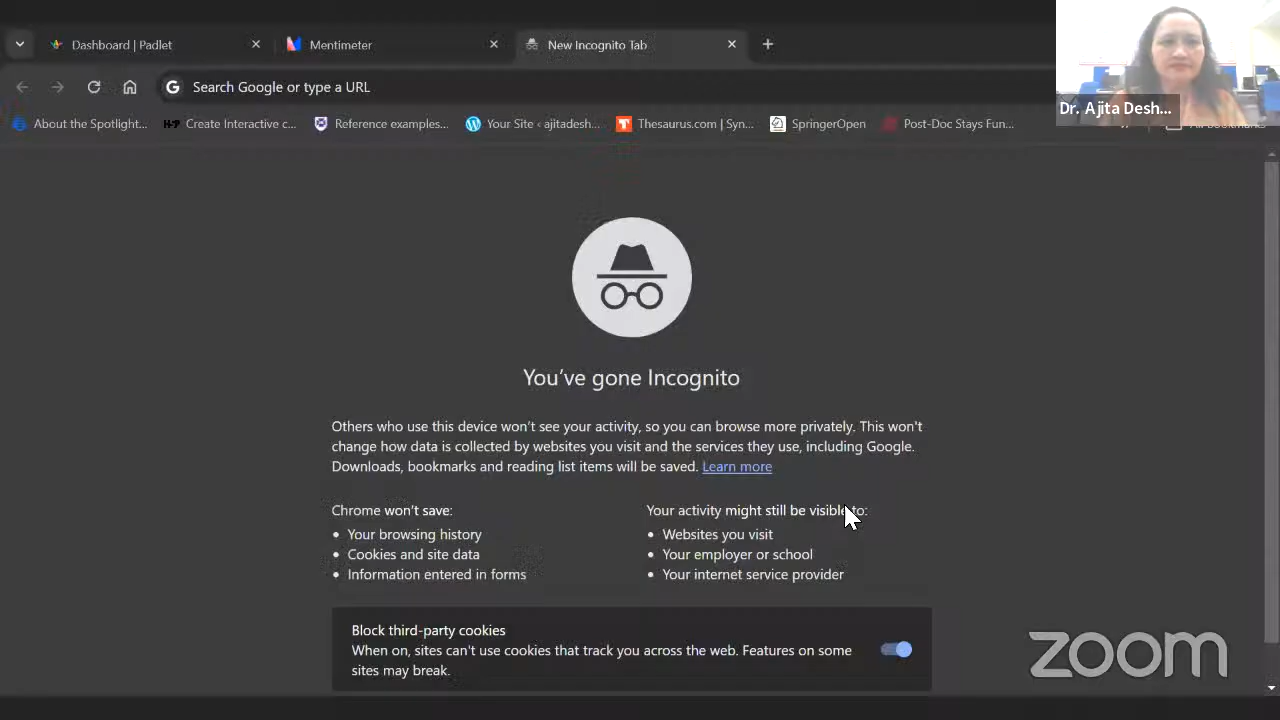 Dashboard | Padlet
Mentimeter
New Incognito Tab
Search Google or type a URL
Dr. Ajita Desh...
About the Spotlight...
Create Interactive c...
Reference examples...
Your Site ‹ ajitadesh...
Thesaurus.com | Syn...
SpringerOpen
Post-Doc Stays Fun...
All Bookmarks
You've gone Incognito
Others who use this device won't see your activity, so you can browse more privately. This won't
change how data is collected by websites you visit and the services they use, including Google.
Downloads, bookmarks and reading list items will be saved. Learn more
Chrome won't save:
Your browsing history
Cookies and site data
Information entered in forms
Your activity might still be visible to:
Websites you visit
Your employer or school
Your internet service provider
Block third-party cookies
When on, sites can't use cookies that track you across the web. Features on some
sites may break.
zoom